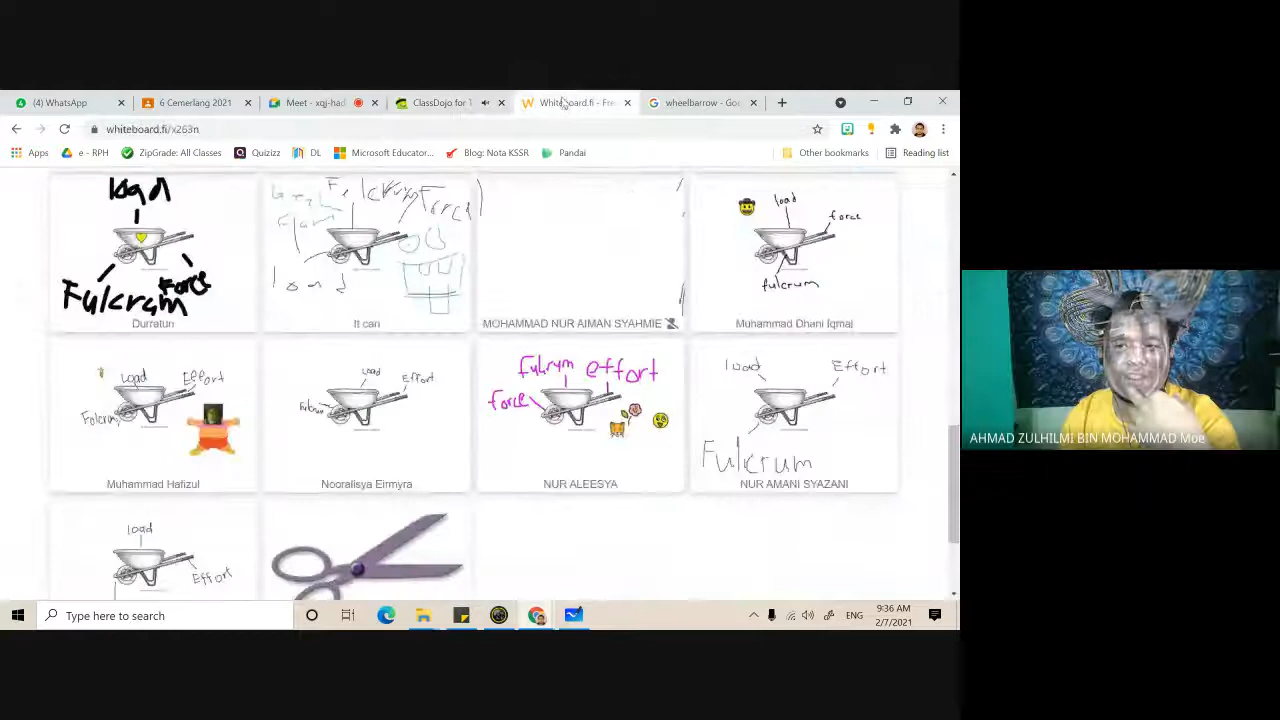 (4) WhatsApp
6 Cemerlang 2021
Meet - xqj-had
ClassDojo for T
Whiteboard.fi - Fre
wheelbarrow - Goo
whiteboard.fi/x263n
Apps
e - RPH
ZipGrade: All Classes
Quizizz
DL
Microsoft Educator...
Blog: Nota KSSR
Pandai
Other bookmarks
Reading list
load
Fulcrum
Force
Durratun
Fulcrum
Force
load
It can
MOHAMMAD NUR AIMAN SYAHMIE
load
force
fulcrum
Muhammad Dhani Iqmal
Load
Effort
Folcrum
Muhammad Hafizul
Load
Effort
Fulcrum
Nooralisya Eirmyra
fulrum
effort
force
NUR ALEESYA
Load
Effort
Fulcrum
NUR AMANI SYAZANI
load
Effort
AHMAD ZULHILMI BIN MOHAMMAD Moe
Type here to search
ENG
9:36 AM
2/7/2021